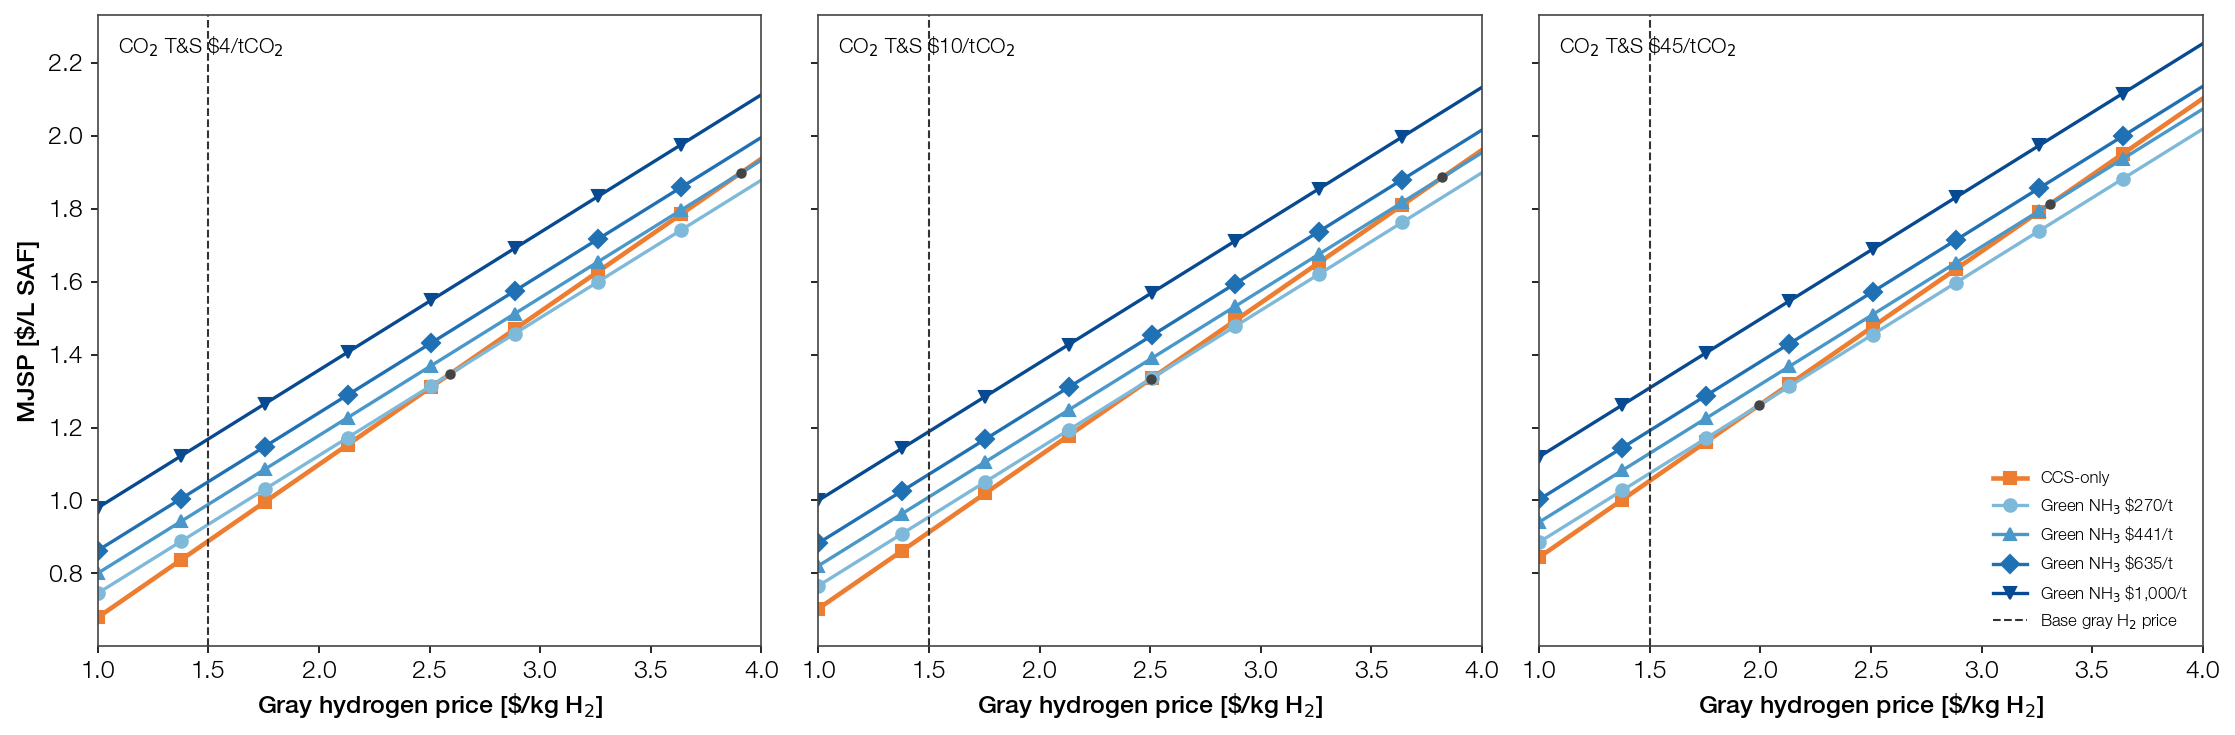 CO₂ T&S $4/tCO₂
CO₂ T&S $10/tCO₂
CO₂ T&S $45/tCO₂
MJSP [$/L SAF]
2.2
2.0
1.8
1.6
1.4
1.2
1.0
0.8
CCS-only
Green NH₃ $270/t
Green NH₃ $441/t
Green NH₃ $635/t
Green NH₃ $1,000/t
Base gray H₂ price
1.0 1.5 2.0 2.5 3.0 3.5 4.0
1.0 1.5 2.0 2.5 3.0 3.5 4.0
1.0 1.5 2.0 2.5 3.0 3.5 4.0
Gray hydrogen price [$/kg H₂]
Gray hydrogen price [$/kg H₂]
Gray hydrogen price [$/kg H₂]